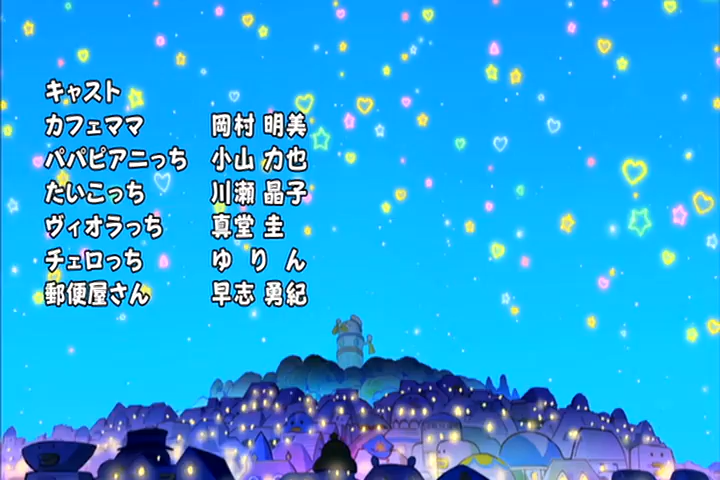 キャスト
カフェママ 岡村 明美
パパピアニっち 小山 力也
たいこっち 川瀬 晶子
ヴィオラっち 真堂 圭
チェロっち ゆ り ん
郵便屋さん 早志 勇紀